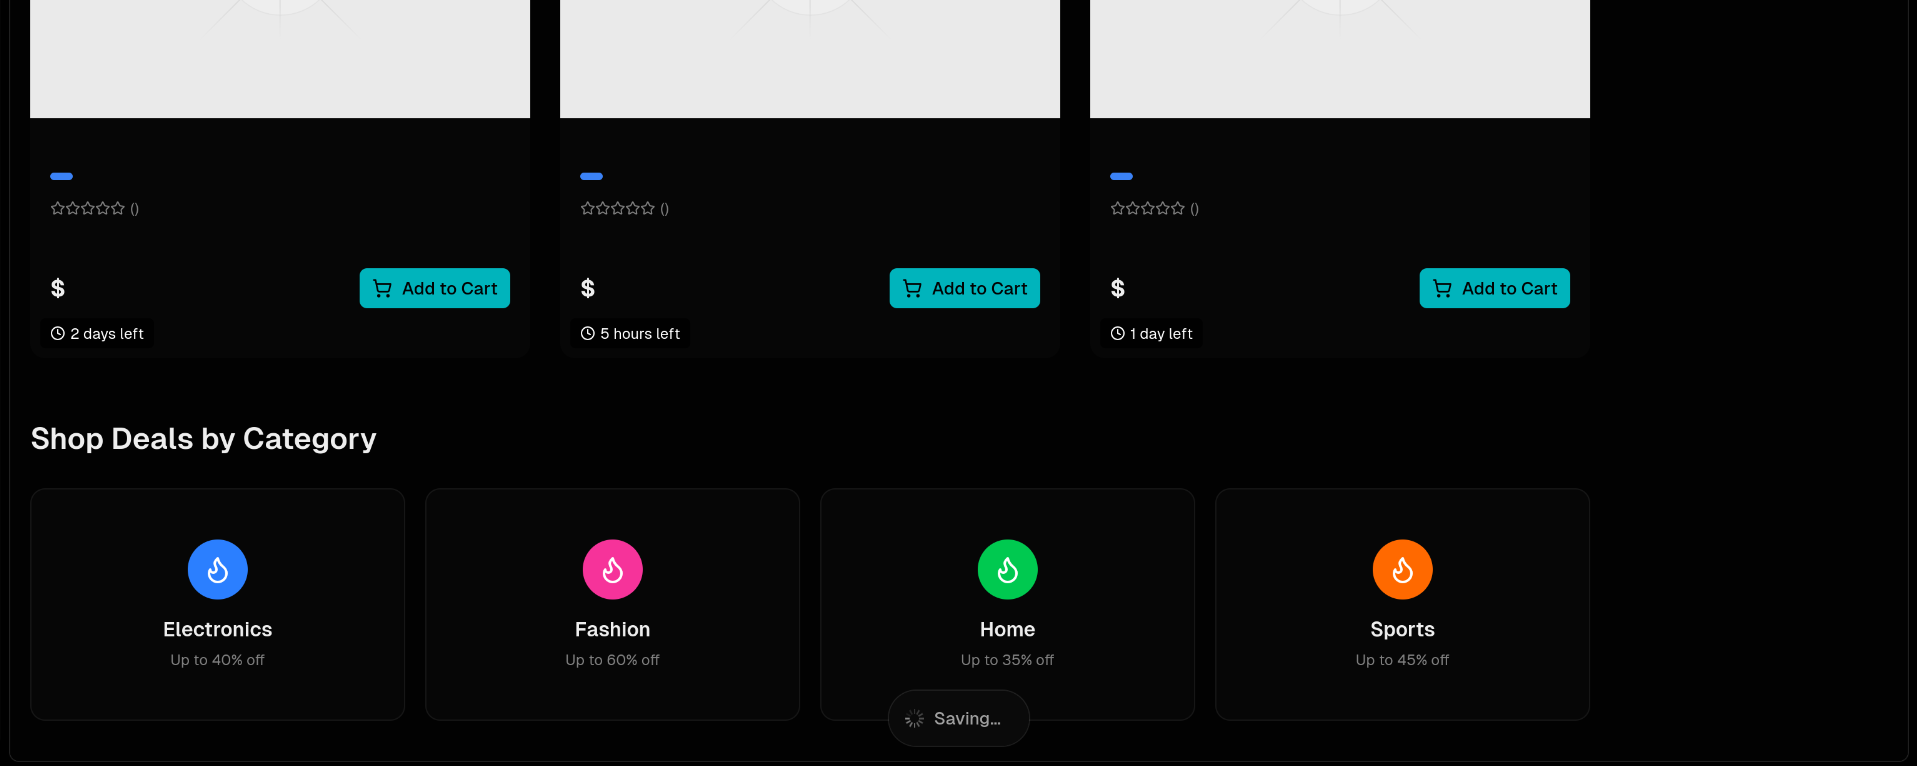 ()
()
()
$ Add to Cart
$ Add to Cart
$ Add to Cart
2 days left
5 hours left
1 day left
Shop Deals by Category
Electronics
Up to 40% off
Fashion
Up to 60% off
Home
Up to 35% off
Sports
Up to 45% off
Saving...